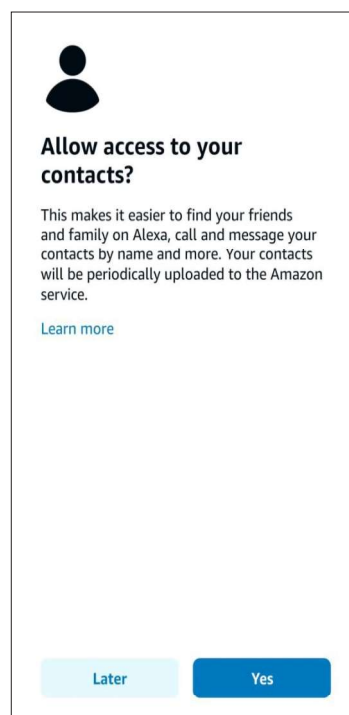 Allow access to your
contacts?
This makes it easier to find your friends
and family on Alexa, call and message your
contacts by name and more. Your contacts
will be periodically uploaded to the Amazon
service.
Learn more
Later
Yes